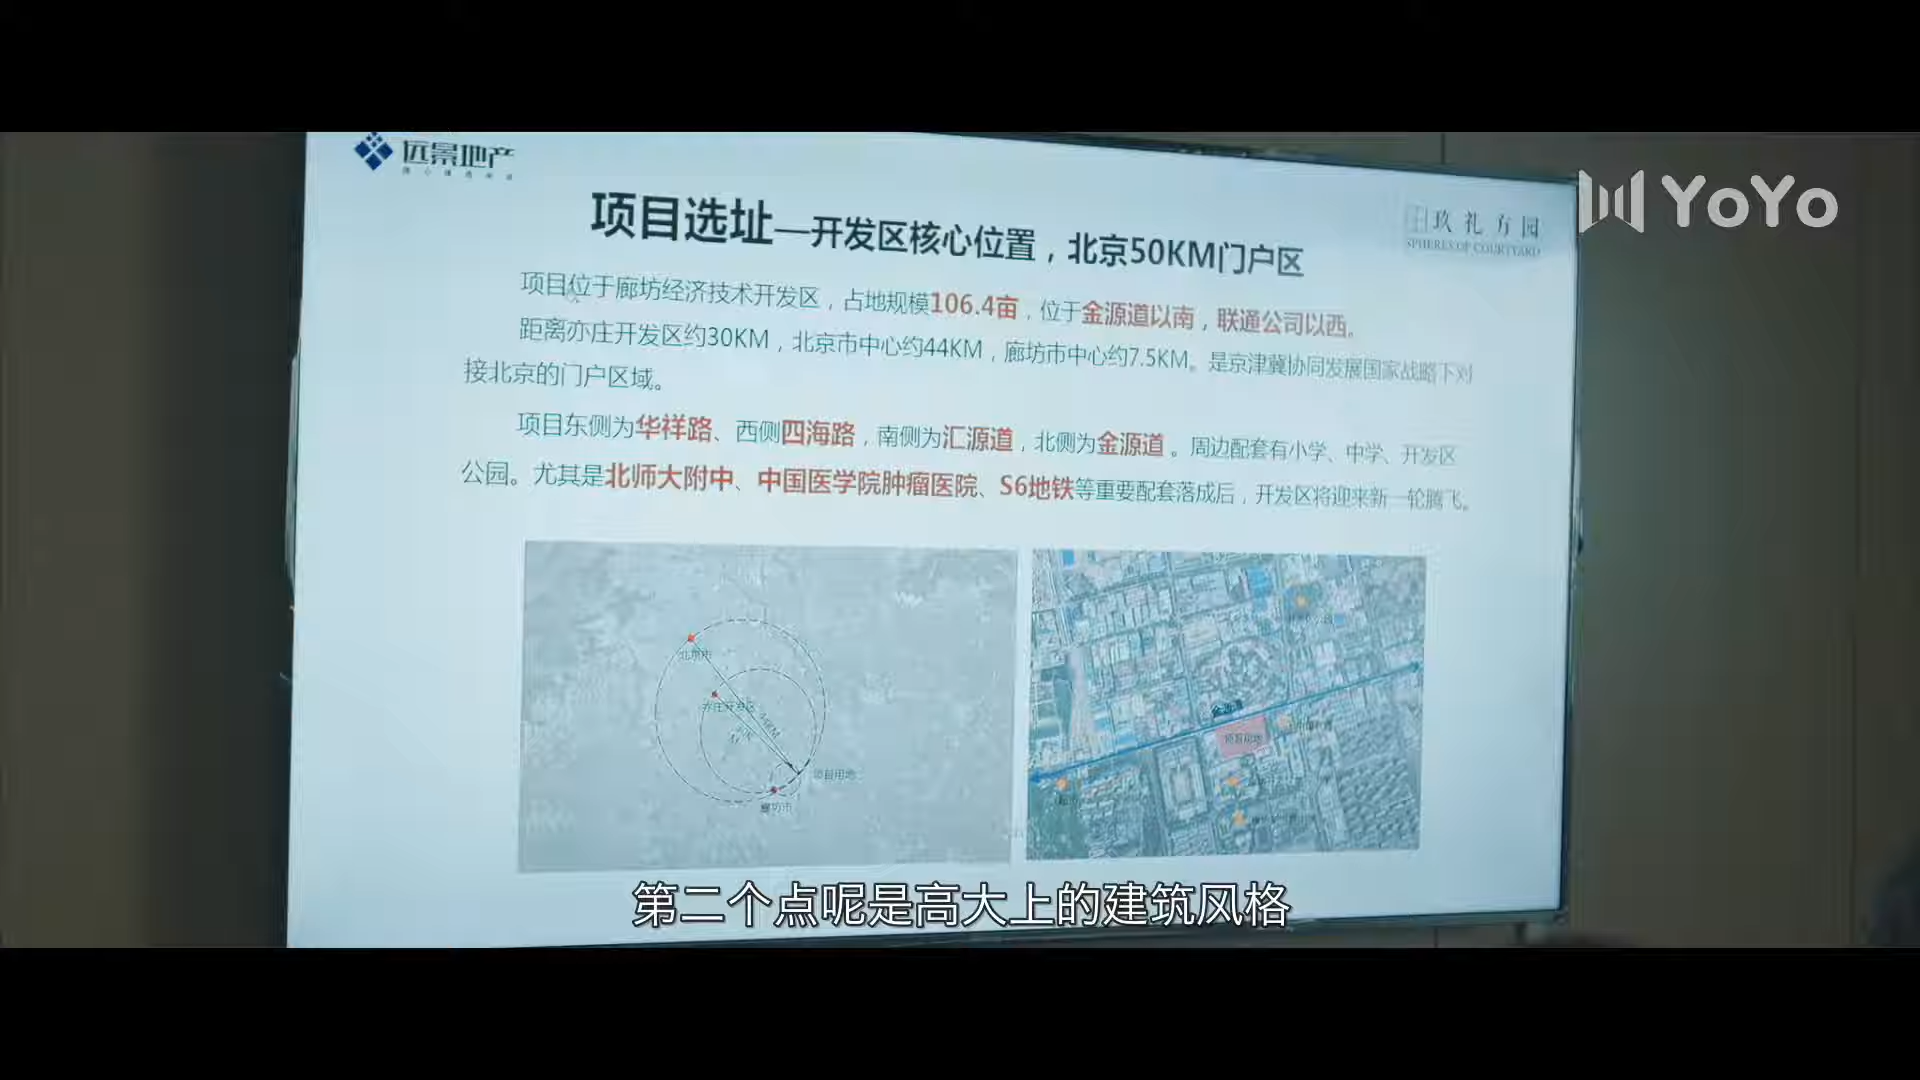 远景地产
YoYo
玖礼方园
SPHERES OF COURTYARD
项目选址—开发区核心位置，北京50KM门户区
项目位于廊坊经济技术开发区，占地规模106.4亩，位于金源道以南，联通公司以西。
距离亦庄开发区约30KM，北京市中心约44KM，廊坊市中心约7.5KM。是京津冀协同发展国家战略下对
接北京的门户区域。
项目东侧为华祥路、西侧四海路，南侧为汇源道，北侧为金源道。周边配套有小学、中学、开发区
公园。尤其是北师大附中、中国医学院肿瘤医院、S6地铁等重要配套落成后，开发区将迎来新一轮腾飞。
北京市
亦庄开发区
44KM
项目用地
廊坊市
金源道
项目用地
第二个点呢是高大上的建筑风格